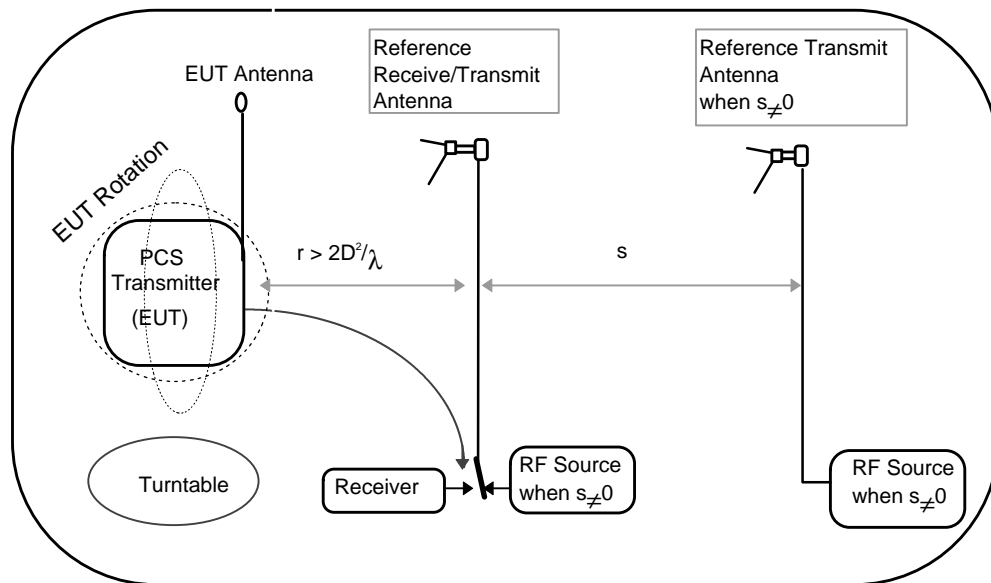 EUT Antenna
Reference
Receive/Transmit
Antenna
Reference Transmit
Antenna
when s≠0
EUT Rotation
PCS
Transmitter
(EUT)
r > 2D²/λ
s
Turntable
Receiver
RF Source
when s≠0
RF Source
when s≠0